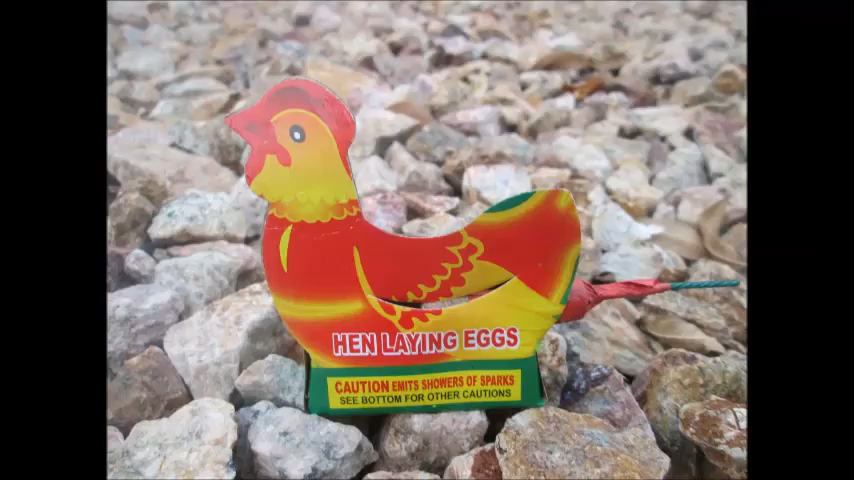 HEN LAYING EGGS
CAUTION EMITS SHOWERS OF SPARKS
SEE BOTTOM FOR OTHER CAUTIONS